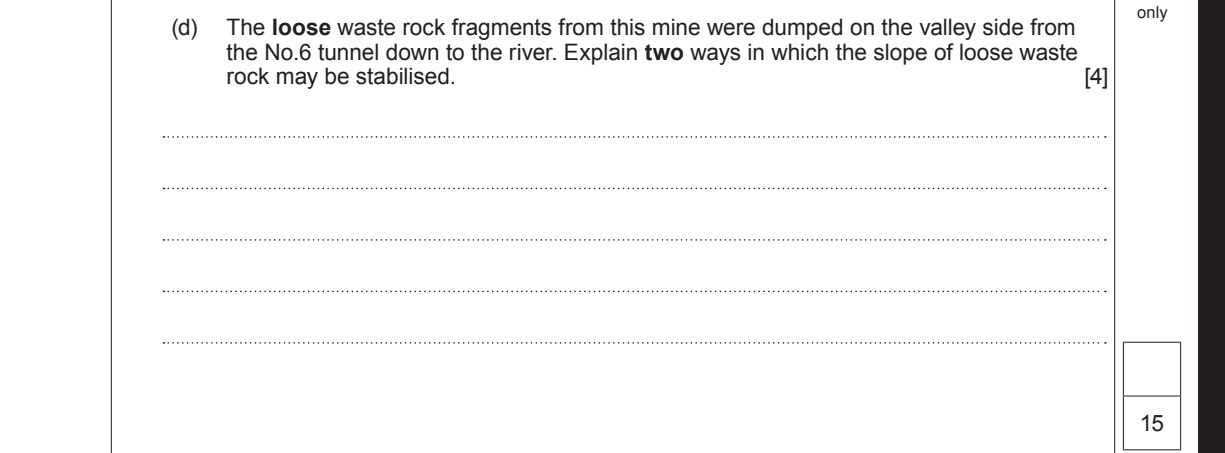 only
(d) The loose waste rock fragments from this mine were dumped on the valley side from
the No.6 tunnel down to the river. Explain two ways in which the slope of loose waste
rock may be stabilised. [4]
15